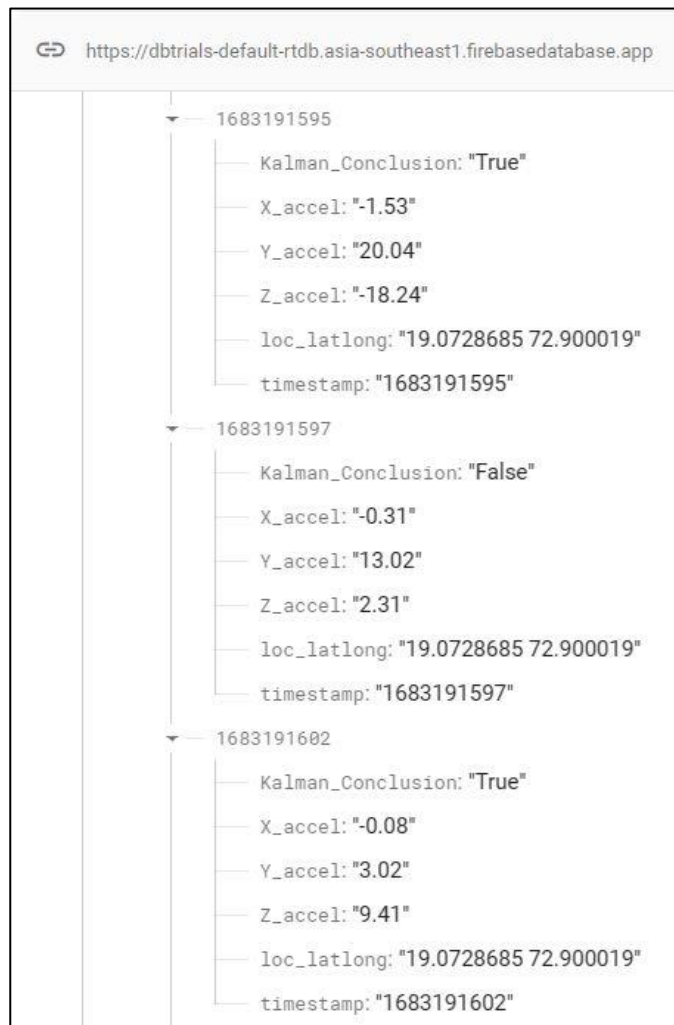 https://dbtrials-default-rtdb.asia-southeast1.firebasedatabase.app
1683191595
Kalman_Conclusion: "True"
X_accel: "-1.53"
Y_accel: "20.04"
Z_accel: "-18.24"
loc_latlong: "19.0728685 72.900019"
timestamp: "1683191595"
1683191597
Kalman_Conclusion: "False"
X_accel: "-0.31"
Y_accel: "13.02"
Z_accel: "2.31"
loc_latlong: "19.0728685 72.900019"
timestamp: "1683191597"
1683191602
Kalman_Conclusion: "True"
X_accel: "-0.08"
Y_accel: "3.02"
Z_accel: "9.41"
loc_latlong: "19.0728685 72.900019"
timestamp: "1683191602"